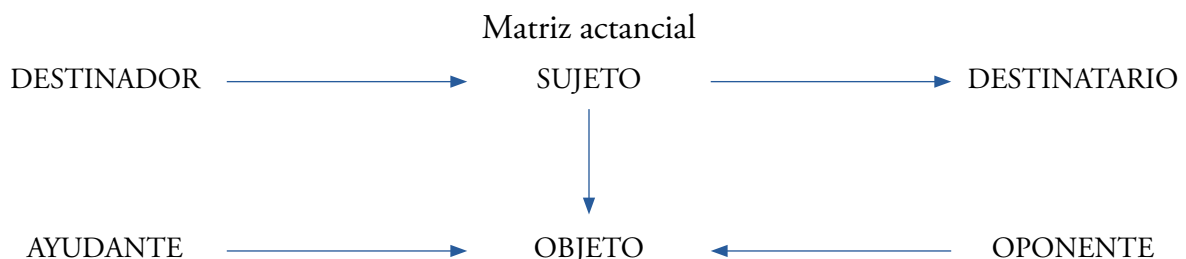 Matriz actancial
DESTINADOR SUJETO DESTINATARIO
AYUDANTE OBJETO OPONENTE